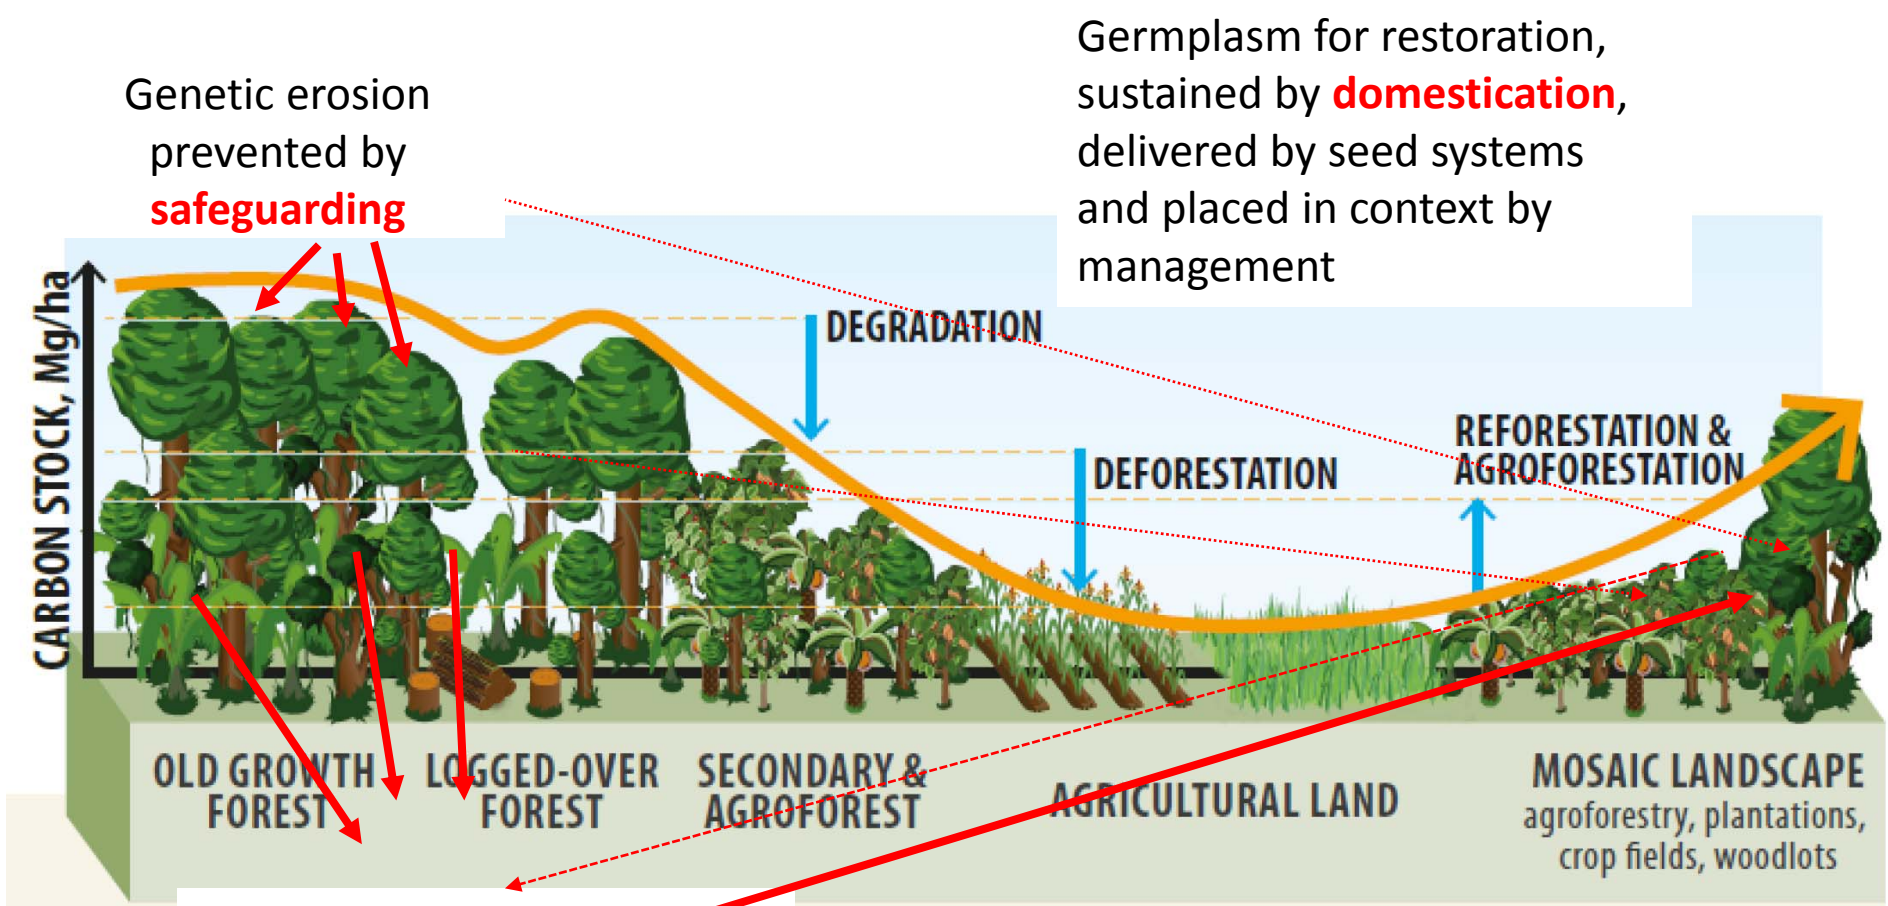 Genetic erosion
prevented by
safeguarding
Germplasm for restoration,
sustained by domestication,
delivered by seed systems
and placed in context by
management
CARBON STOCK, Mg/ha
DEGRADATION
DEFORESTATION
REFORESTATION &
AGROFORESTATION
OLD GROWTH
FOREST
LOGGED-OVER
FOREST
SECONDARY &
AGROFOREST
AGRICULTURAL LAND
MOSAIC LANDSCAPE
agroforestry, plantations,
crop fields, woodlots